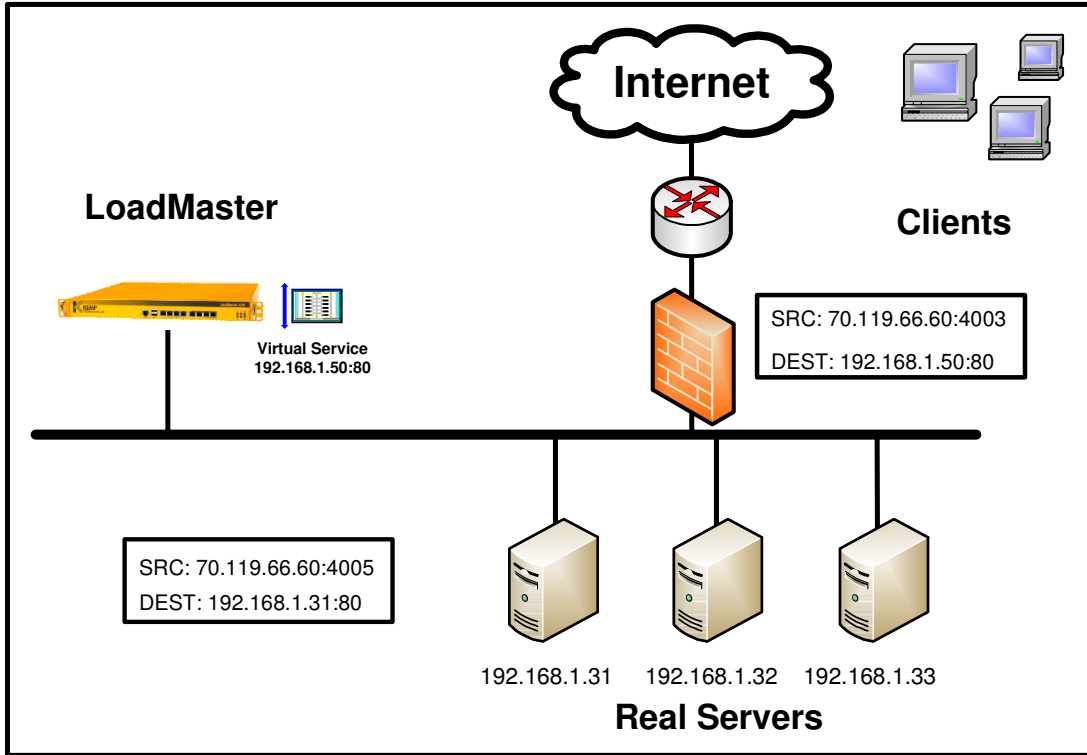 Internet
LoadMaster
Clients
KEMP
Virtual Service
192.168.1.50:80
SRC: 70.119.66.60:4003
DEST: 192.168.1.50:80
SRC: 70.119.66.60:4005
DEST: 192.168.1.31:80
192.168.1.31
192.168.1.32
192.168.1.33
Real Servers